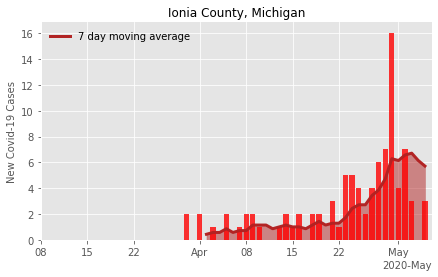 Ionia County, Michigan
7 day moving average
New Covid-19 Cases
16
14
12
10
8
6
4
2
0
08 15 22 Apr 08 15 22 May
2020-May